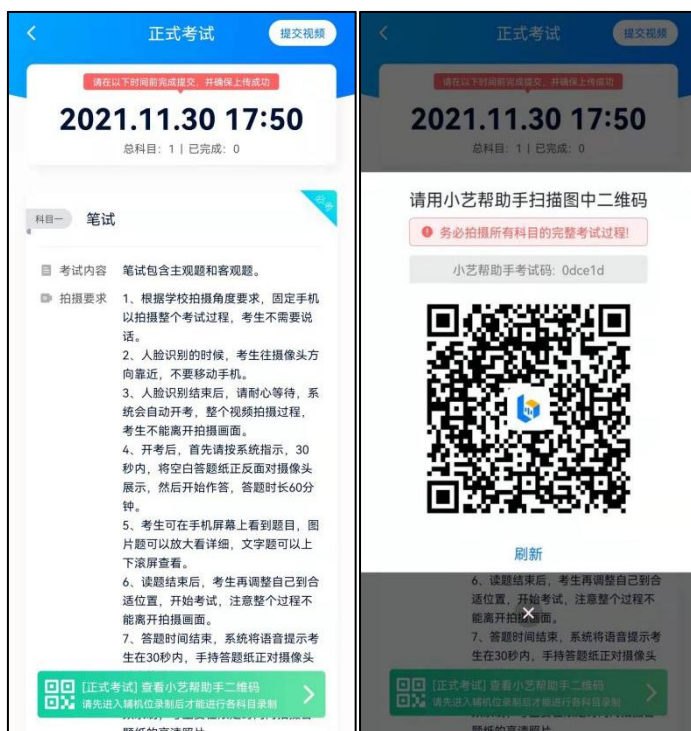 正式考试
提交视频
请在以下时间前完成提交，并确保上传成功
2021.11.30 17:50
总科目：1 | 已完成：0
必考
科目一
笔试
考试内容
笔试包含主观题和客观题。
拍摄要求
1、根据学校拍摄角度要求，固定手机
以拍摄整个考试过程，考生不需要说
话。
2、人脸识别的时候，考生往摄像头方
向靠近，不要移动手机。
3、人脸识别结束后，请耐心等待，系
统会自动开考，整个视频拍摄过程，
考生不能离开拍摄画面。
4、开考后，首先请按系统指示，30
秒内，将空白答题纸正反面对摄像头
展示，然后开始作答，答题时长60分
钟。
5、考生可在手机屏幕上看到题目，图
片题可以放大看详细，文字题可以上
下滚屏查看。
6、读题结束后，考生再调整自己到合
适位置，开始考试，注意整个过程不
能离开拍摄画面。
7、答题时间结束，系统将语音提示考
生在30秒内，手持答题纸正对摄像头
[正式考试] 查看小艺帮助手二维码
请先进入辅机位录制后才能进行各科目录制
正式考试
提交视频
请在以下时间前完成提交，并确保上传成功
2021.11.30 17:50
总科目：1 | 已完成：0
请用小艺帮助手扫描图中二维码
务必拍摄所有科目的完整考试过程!
小艺帮助手考试码：0dce1d
刷新
6、读题结束后，考生再调整自己到合
适位置，开始考试，注意整个过程不
能离开拍摄画面。
7、答题时间结束，系统将语音提示考
生在30秒内，手持答题纸正对摄像头
[正式考试] 查看小艺帮助手二维码
请先进入辅机位录制后才能进行各科目录制